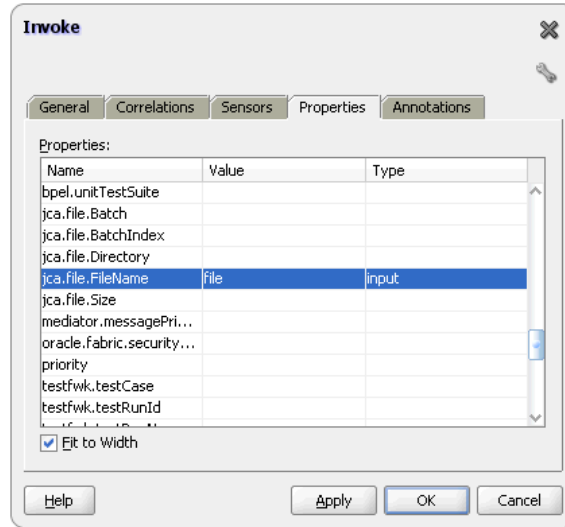 Invoke
General Correlations Sensors Properties Annotations
Properties:
Name Value Type
bpel.unitTestSuite
jca.file.Batch
jca.file.BatchIndex
jca.file.Directory
jca.file.FileName file input
jca.file.Size
mediator.messagePri...
oracle.fabric.security...
priority
testfwk.testCase
testfwk.testRunId
Fit to Width
Help Apply OK Cancel